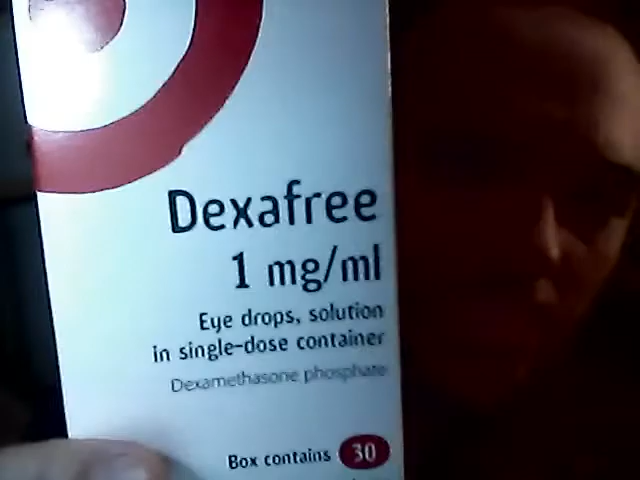 Dexafree
1 mg/ml
Eye drops, solution
in single-dose container
Dexamethasone phosphate
Box contains 30